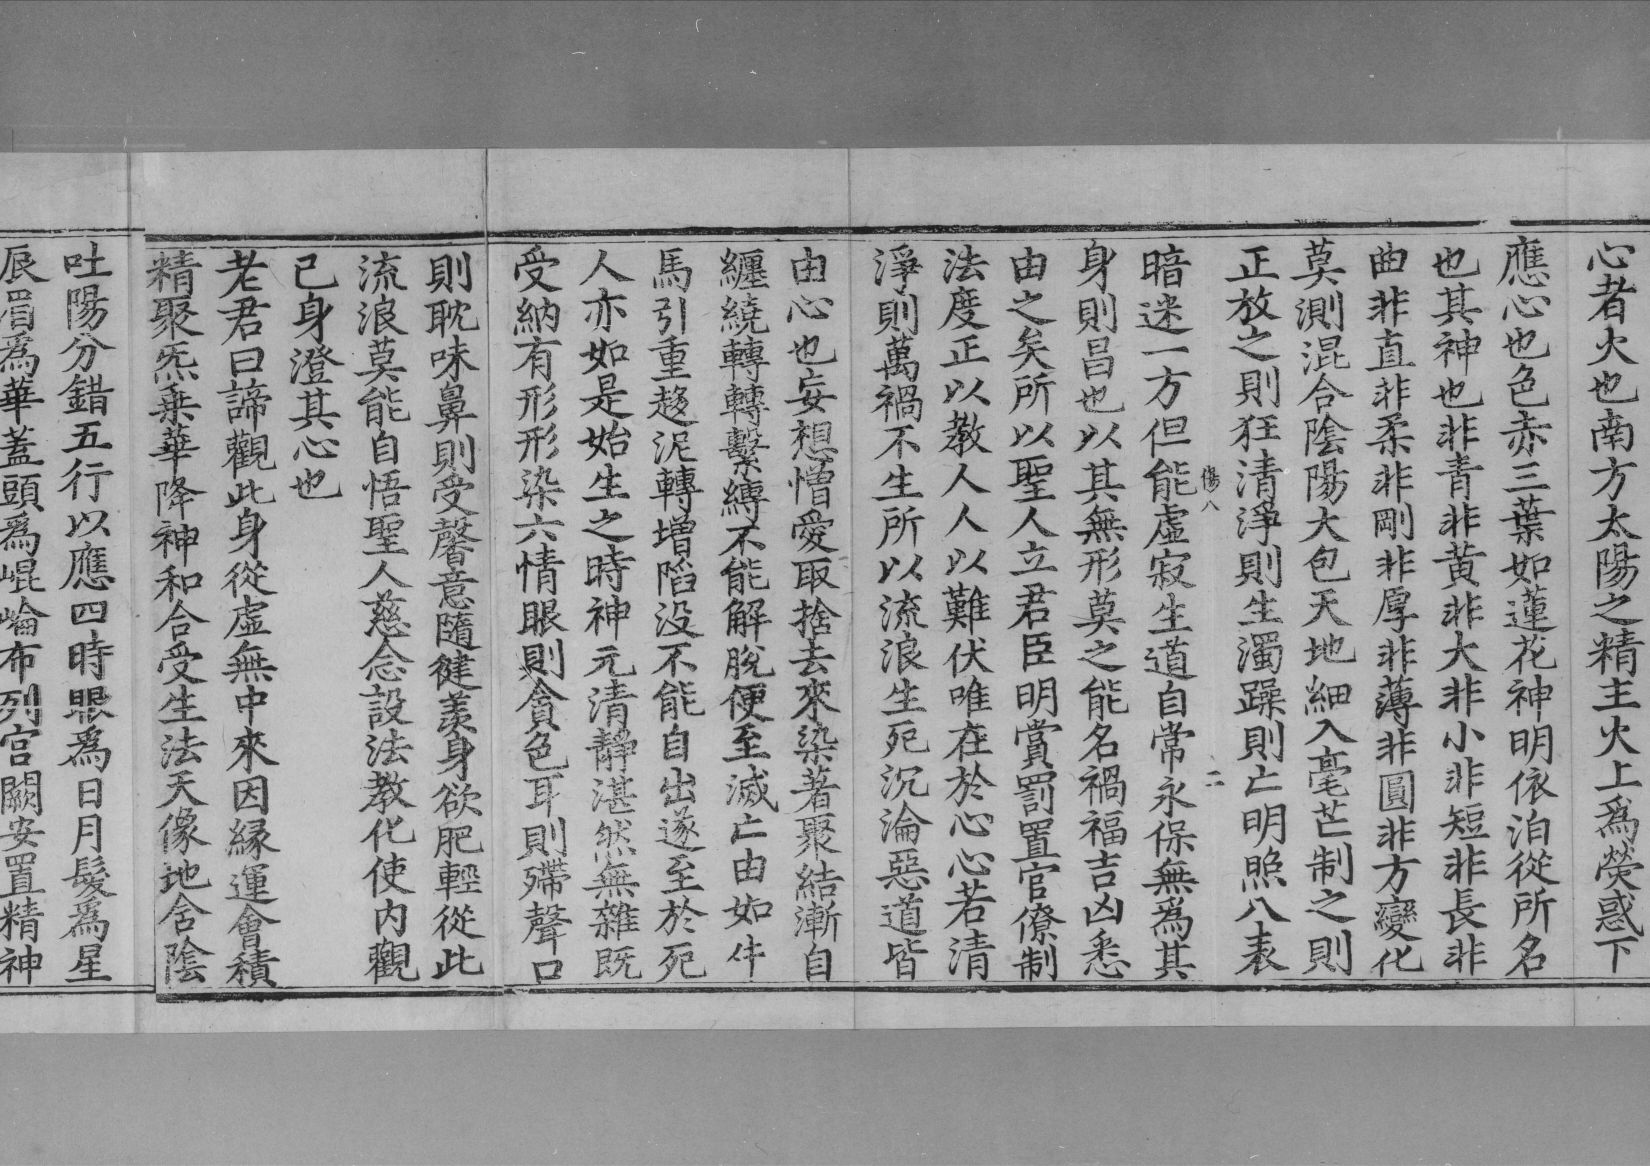 心者火也南方太陽之精主火上為熒惑下
應心也色赤三葉如蓮花神明依泊從所名
也其神也非青非黃非大非小非短非長非
曲非直非柔非剛非厚非薄非圓非方變化
莫測混合陰陽大包天地細入毫芒制之則
正放之則狂清淨則生濁躁則亡明照八表
傷八 二
暗迷一方但能虛寂生道自常永保無為其
身則昌也以其無形莫之能名禍福吉凶悉
由之矣所以聖人立君臣明賞罰置官僚制
法度正以教人人以難伏唯在於心心若清
淨則萬禍不生所以流浪生死沉淪惡道皆
由心也妄想憎愛取捨去來染著聚結漸自
纏繞轉轉繫縛不能解脫便至滅亡由如牛
馬引重趍泥轉增陷没不能自出遂至於死
人亦如是始生之時神元清靜湛然無雜既
受納有形形染六情眼則貪色耳則殢聲口
則耽味鼻則受馨意隨健羨身欲肥輕從此
流浪莫能自悟聖人慈念設法教化使內觀
己身澄其心也
老君曰諦觀此身從虛無中來因緣運會積
精聚炁乗華降神和合受生法天像地含陰
吐陽分錯五行以應四時眼為日月髮為星
辰眉為華蓋頭為崐崘布列宮闕安置精神